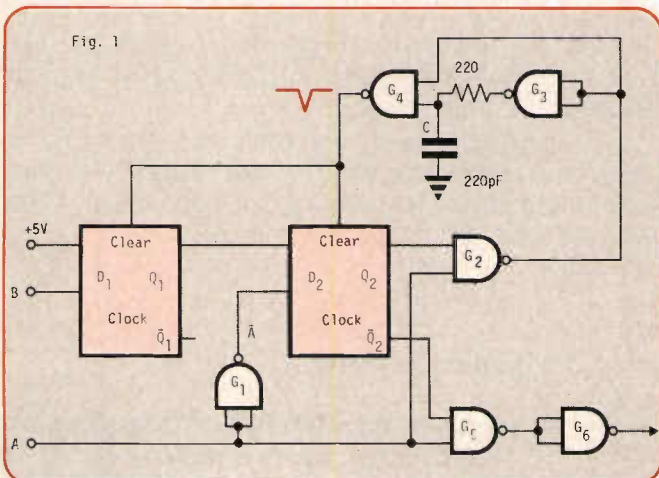 Fig. 1
220
G4
G3
C
220pF
+5V
Clear
Clear
B
D1 Q1
D2 Q2
G2
Clock
Clock
Q̄1
Ā
Q̄2
G1
A
G5
G6